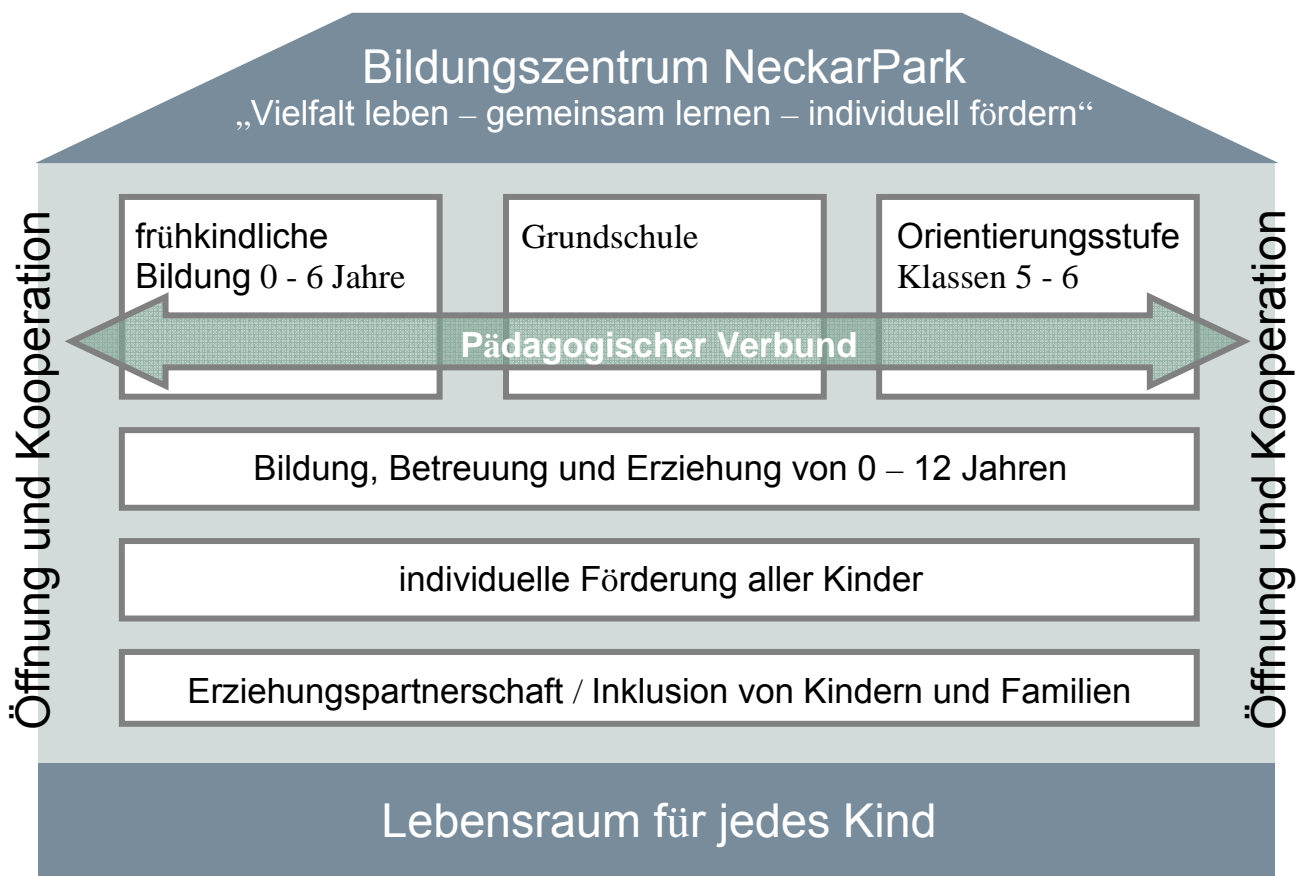 Bildungszentrum NeckarPark
„Vielfalt leben – gemeinsam lernen – individuell fördern“
Öffnung und Kooperation
frühkindliche
Bildung 0 - 6 Jahre
Grundschule
Orientierungsstufe
Klassen 5 - 6
Pädagogischer Verbund
Bildung, Betreuung und Erziehung von 0 – 12 Jahren
individuelle Förderung aller Kinder
Erziehungspartnerschaft / Inklusion von Kindern und Familien
Öffnung und Kooperation
Lebensraum für jedes Kind